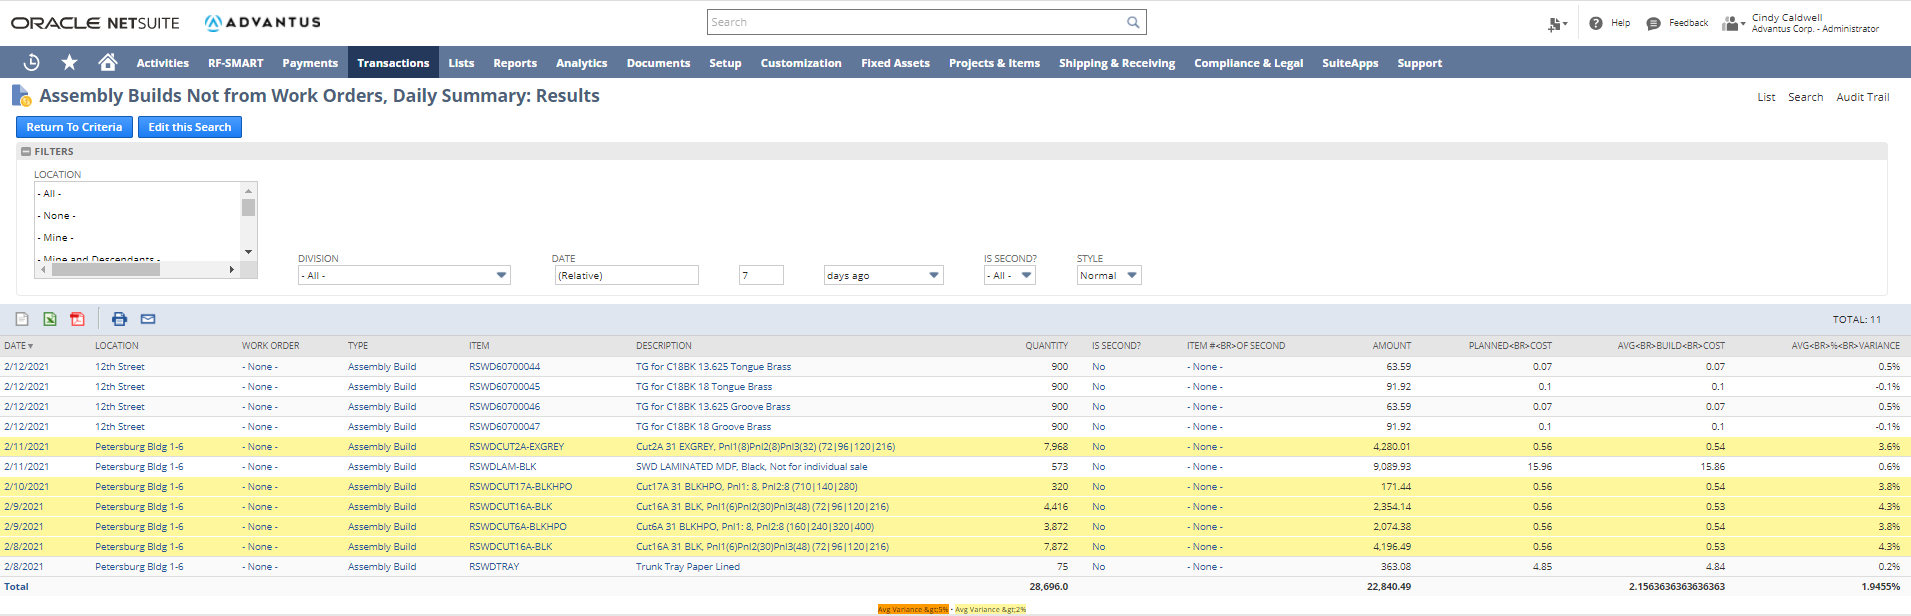 ORACLE NETSUITE ADVANTUS Search Help Feedback Cindy Caldwell
Advantus Corp. - Administrator
Activities RF-SMART Payments Transactions Lists Reports Analytics Documents Setup Customization Fixed Assets Projects & Items Shipping & Receiving Compliance & Legal SuiteApps Support
Assembly Builds Not from Work Orders, Daily Summary: Results List Search Audit Trail
Return To Criteria Edit this Search
FILTERS
LOCATION
- All -
- None -
- Mine -
- Mine and Descendants -
DIVISION DATE IS SECOND? STYLE
- All - (Relative) 7 days ago - All - Normal
TOTAL: 11
DATE LOCATION WORK ORDER TYPE ITEM DESCRIPTION QUANTITY IS SECOND? ITEM #<BR>OF SECOND AMOUNT PLANNED<BR>COST AVG<BR>BUILD<BR>COST AVG<BR>%<BR>VARIANCE
2/12/2021 12th Street - None - Assembly Build RSWD60700044 TG for C18BK 13.625 Tongue Brass 900 No - None - 63.59 0.07 0.07 0.5%
2/12/2021 12th Street - None - Assembly Build RSWD60700045 TG for C18BK 18 Tongue Brass 900 No - None - 91.92 0.1 0.1 -0.1%
2/12/2021 12th Street - None - Assembly Build RSWD60700046 TG for C18BK 13.625 Groove Brass 900 No - None - 63.59 0.07 0.07 0.5%
2/12/2021 12th Street - None - Assembly Build RSWD60700047 TG for C18BK 18 Groove Brass 900 No - None - 91.92 0.1 0.1 -0.1%
2/11/2021 Petersburg Bldg 1-6 - None - Assembly Build RSWDCUT2A-EXGREY Cut2A 31 EXGREY, Pnl1(8)Pnl2(8)Pnl3(32) (72|96|120|216) 7,968 No - None - 4,280.01 0.56 0.54 3.6%
2/11/2021 Petersburg Bldg 1-6 - None - Assembly Build RSWDLAM-BLK SWD LAMINATED MDF, Black, Not for individual sale 573 No - None - 9,089.93 15.96 15.86 0.6%
2/10/2021 Petersburg Bldg 1-6 - None - Assembly Build RSWDCUT17A-BLKHPO Cut17A 31 BLKHPO, Pnl1: 8, Pnl2:8 (710|140|280) 320 No - None - 171.44 0.56 0.54 3.8%
2/9/2021 Petersburg Bldg 1-6 - None - Assembly Build RSWDCUT16A-BLK Cut16A 31 BLK, Pnl1(6)Pnl2(30)Pnl3(48) (72|96|120|216) 4,416 No - None - 2,354.14 0.56 0.53 4.3%
2/9/2021 Petersburg Bldg 1-6 - None - Assembly Build RSWDCUT6A-BLKHPO Cut6A 31 BLKHPO, Pnl1: 8, Pnl2:8 (160|240|320|400) 3,872 No - None - 2,074.38 0.56 0.54 3.8%
2/8/2021 Petersburg Bldg 1-6 - None - Assembly Build RSWDCUT16A-BLK Cut16A 31 BLK, Pnl1(6)Pnl2(30)Pnl3(48) (72|96|120|216) 7,872 No - None - 4,196.49 0.56 0.53 4.3%
2/8/2021 Petersburg Bldg 1-6 - None - Assembly Build RSWDTRAY Trunk Tray Paper Lined 75 No - None - 363.08 4.85 4.84 0.2%
Total 28,696.0 22,840.49 2.1563636363636363 1.9455%
Avg Variance &gt;5% - Avg Variance &gt;2%